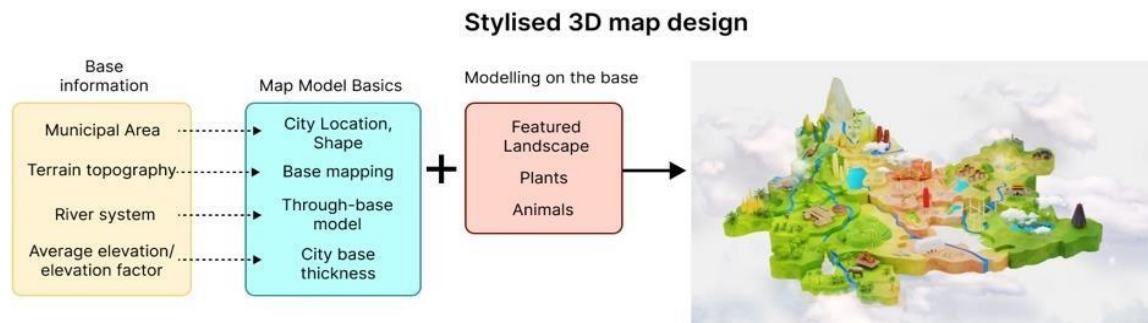 Stylised 3D map design
Base
information
Municipal Area
Terrain topography
River system
Average elevation/
elevation factor
Map Model Basics
City Location,
Shape
Base mapping
Through-base
model
City base
thickness
+
Modelling on the base
Featured
Landscape
Plants
Animals